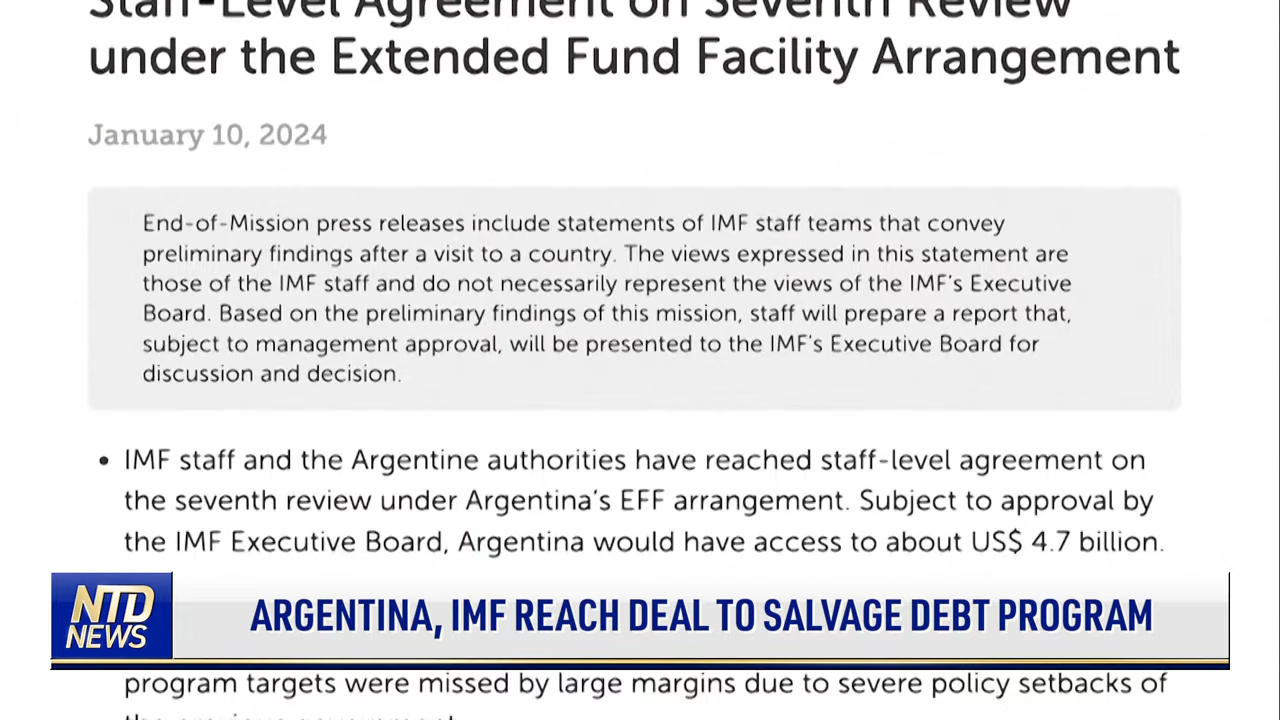 Staff-Level Agreement on Seventh Review
under the Extended Fund Facility Arrangement
January 10, 2024
End-of-Mission press releases include statements of IMF staff teams that convey
preliminary findings after a visit to a country. The views expressed in this statement are
those of the IMF staff and do not necessarily represent the views of the IMF's Executive
Board. Based on the preliminary findings of this mission, staff will prepare a report that,
subject to management approval, will be presented to the IMF's Executive Board for
discussion and decision.
• IMF staff and the Argentine authorities have reached staff-level agreement on
the seventh review under Argentina's EFF arrangement. Subject to approval by
the IMF Executive Board, Argentina would have access to about US$ 4.7 billion.
NTD
NEWS
ARGENTINA, IMF REACH DEAL TO SALVAGE DEBT PROGRAM
program targets were missed by large margins due to severe policy setbacks of